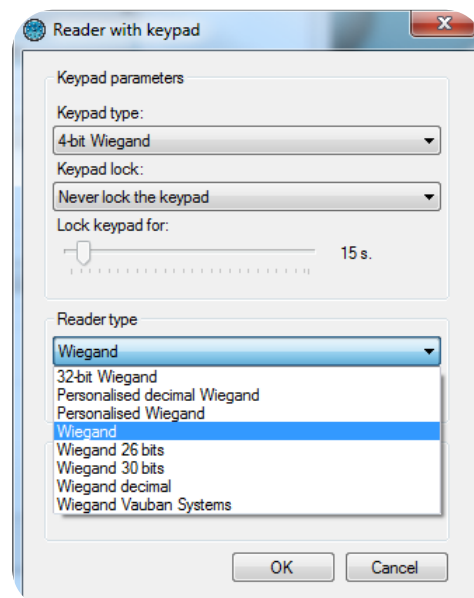 Reader with keypad
Keypad parameters
Keypad type:
4-bit Wiegand
Keypad lock:
Never lock the keypad
Lock keypad for:
15 s.
Reader type
Wiegand
32-bit Wiegand
Personalised decimal Wiegand
Personalised Wiegand
Wiegand
Wiegand 26 bits
Wiegand 30 bits
Wiegand decimal
Wiegand Vauban Systems
OK Cancel